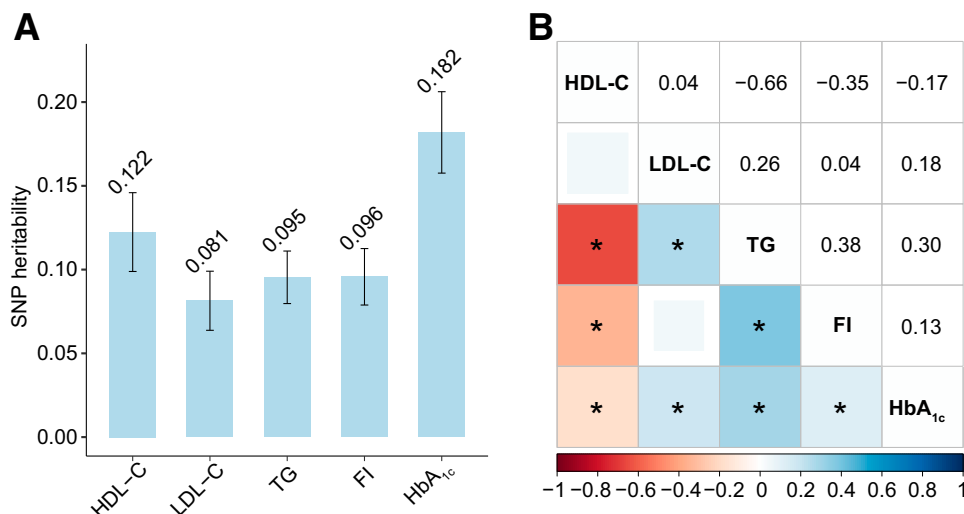 A
SNP heritability
0.20
0.15
0.10
0.05
0.00
0.122
0.081
0.095
0.096
0.182
HDL−C
LDL−C
TG
FI
HbA1c
B
HDL-C 0.04 −0.66 −0.35 −0.17
LDL-C 0.26 0.04 0.18
* * TG 0.38 0.30
* * FI 0.13
* * * * HbA1c
−1 −0.8 −0.6 −0.4 −0.2 0 0.2 0.4 0.6 0.8 1